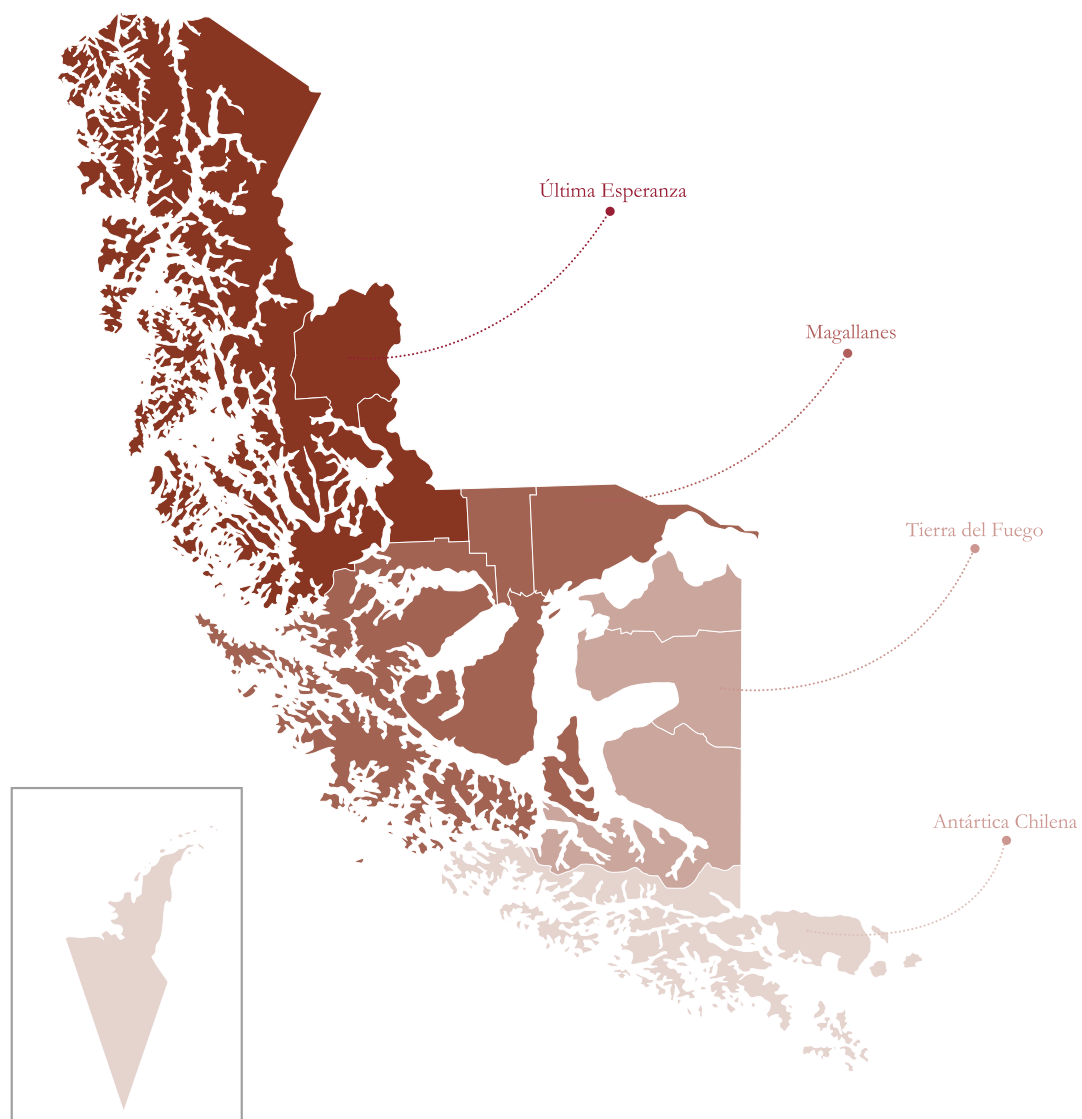 Última Esperanza
Magallanes
Tierra del Fuego
Antártica Chilena